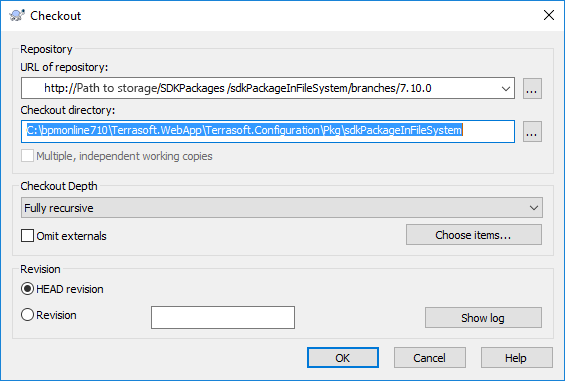 Checkout
Repository
URL of repository:
http://Path to storage/SDKPackages /sdkPackageInFileSystem/branches/7.10.0
...
Checkout directory:
C:\bpmonline710\Terrasoft.WebApp\Terrasoft.Configuration\Pkg\sdkPackageInFileSystem
...
Multiple, independent working copies
Checkout Depth
Fully recursive
Omit externals
Choose items...
Revision
HEAD revision
Revision
Show log
OK
Cancel
Help